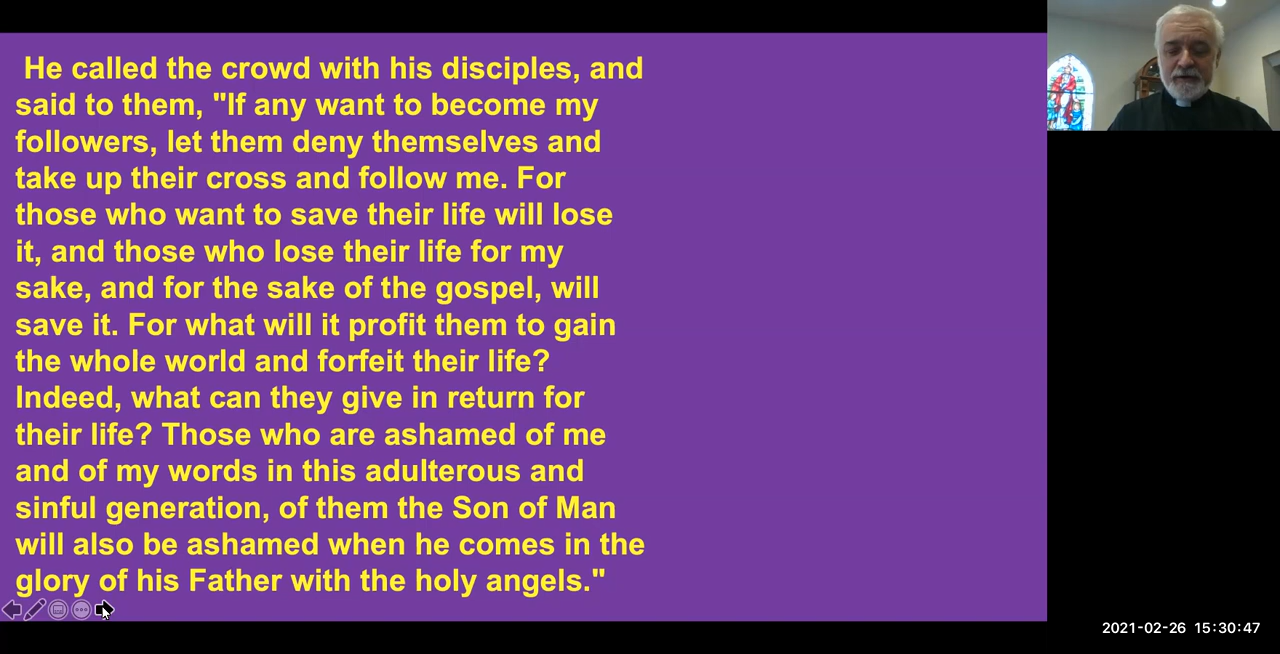 He called the crowd with his disciples, and
said to them, "If any want to become my
followers, let them deny themselves and
take up their cross and follow me. For
those who want to save their life will lose
it, and those who lose their life for my
sake, and for the sake of the gospel, will
save it. For what will it profit them to gain
the whole world and forfeit their life?
Indeed, what can they give in return for
their life? Those who are ashamed of me
and of my words in this adulterous and
sinful generation, of them the Son of Man
will also be ashamed when he comes in the
glory of his Father with the holy angels."
2021-02-26 15:30:47